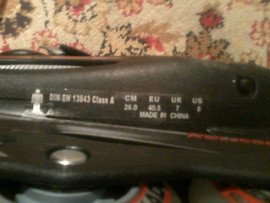 DIN EN 13843 Class A
CM EU UK US
26.0 40.5 7 8
MADE IN CHINA